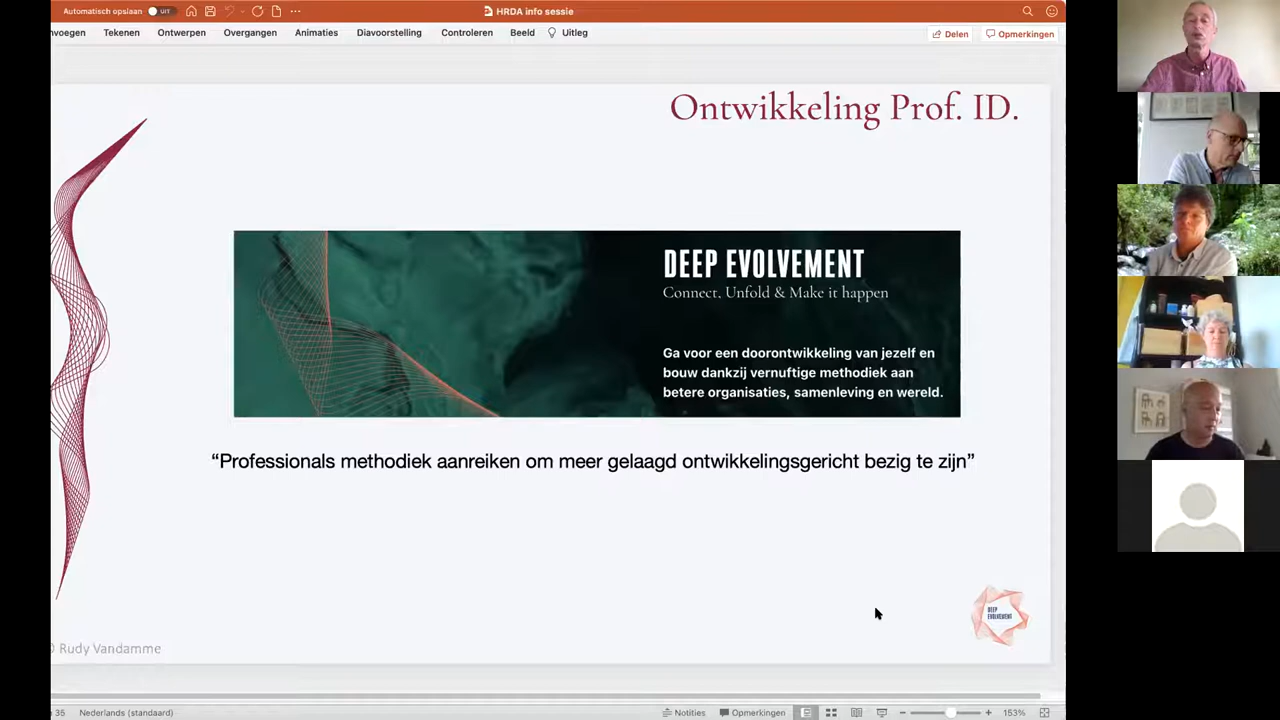 Automatisch opslaan UIT
HRDA info sessie
nvoegen Tekenen Ontwerpen Overgangen Animaties Diavoorstelling Controleren Beeld Uitleg
Delen Opmerkingen
Ontwikkeling Prof. ID.
DEEP EVOLVEMENT
Connect, Unfold & Make it happen
Ga voor een doorontwikkeling van jezelf en
bouw dankzij vernuftige methodiek aan
betere organisaties, samenleving en wereld.
“Professionals methodiek aanreiken om meer gelaagd ontwikkelingsgericht bezig te zijn”
DEEP
EVOLVEMENT
© Rudy Vandamme
35 Nederlands (standaard) Notities Opmerkingen 153%